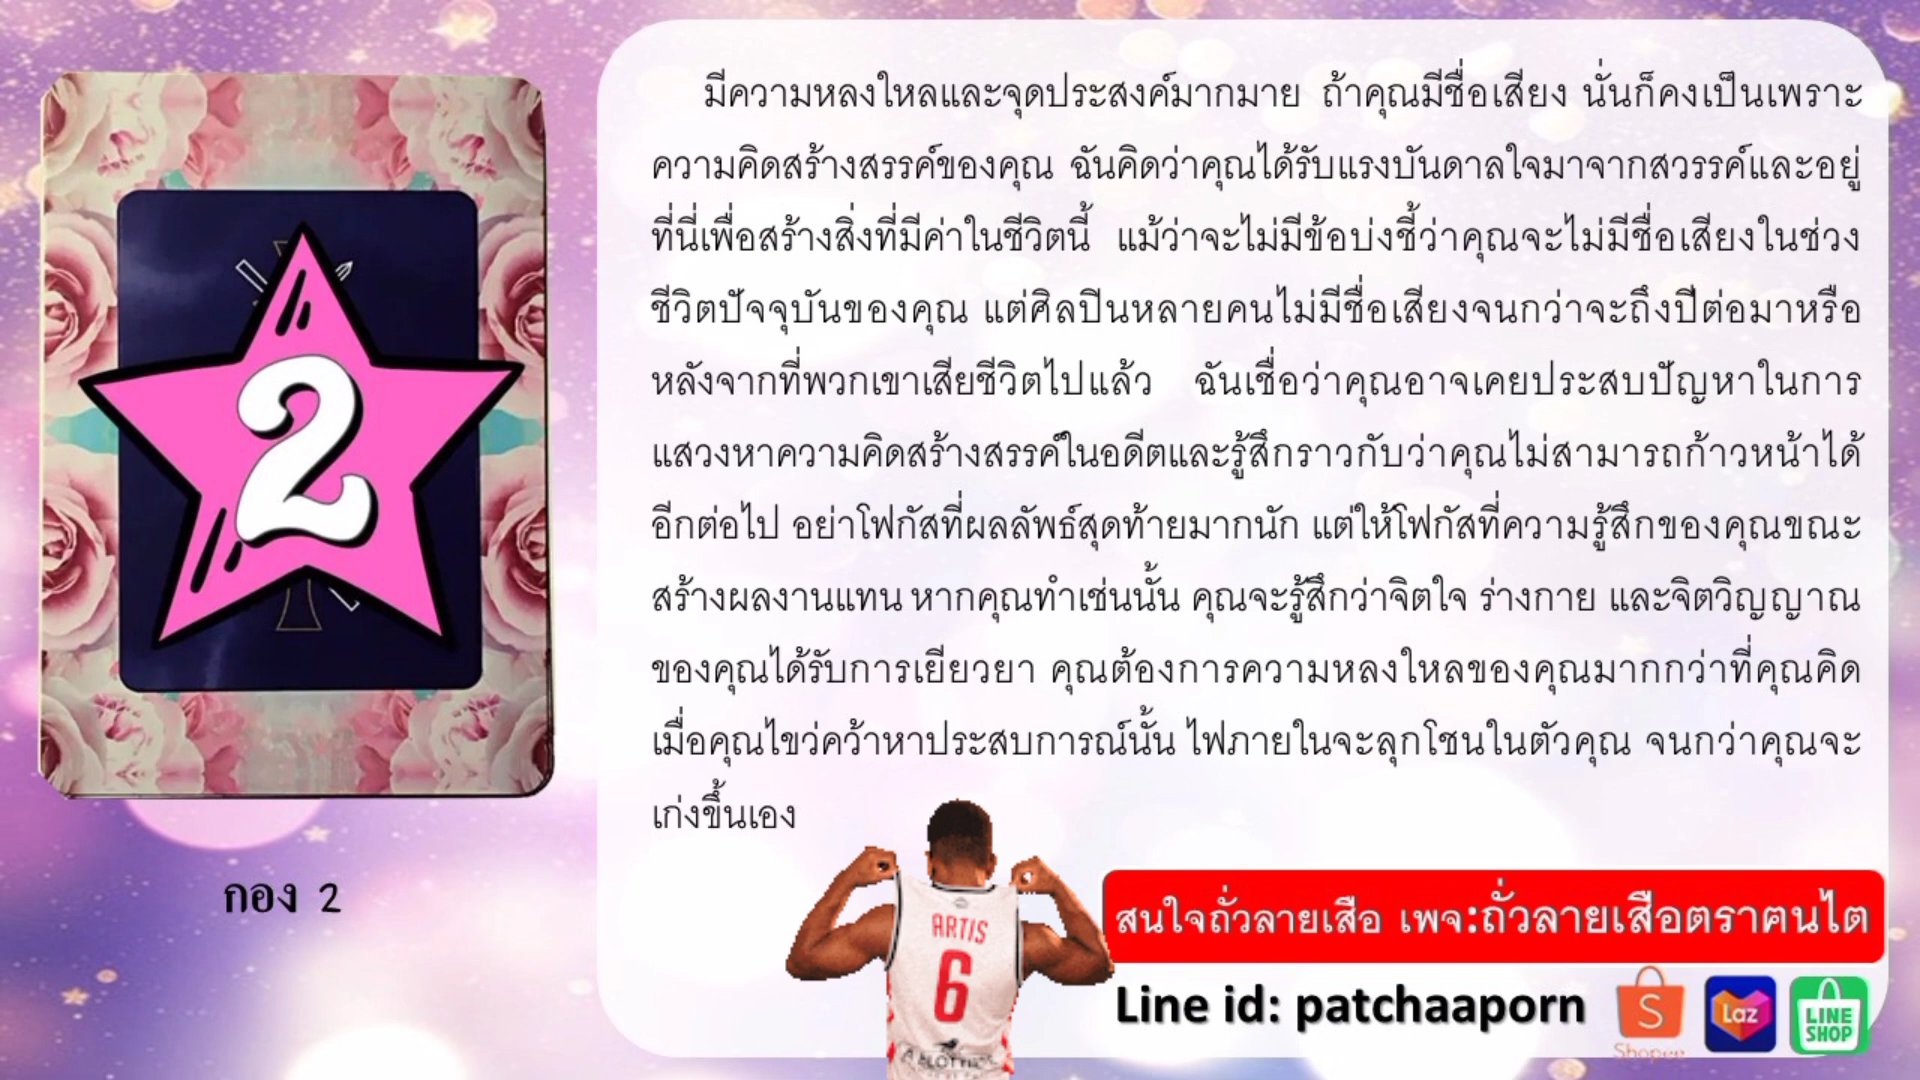 มีความหลงใหลและจุดประสงค์มากมาย ถ้าคุณมีชื่อเสียง นั่นก็คงเป็นเพราะ
ความคิดสร้างสรรค์ของคุณ ฉันคิดว่าคุณได้รับแรงบันดาลใจมาจากสวรรค์และอยู่
ที่นี่เพื่อสร้างสิ่งที่มีค่าในชีวิตนี้ แม้ว่าจะไม่มีข้อบ่งชี้ว่าคุณจะไม่มีชื่อเสียงในช่วง
ชีวิตปัจจุบันของคุณ แต่ศิลปินหลายคนไม่มีชื่อเสียงจนกว่าจะถึงปีต่อมาหรือ
หลังจากที่พวกเขาเสียชีวิตไปแล้ว ฉันเชื่อว่าคุณอาจเคยประสบปัญหาในการ
แสวงหาความคิดสร้างสรรค์ในอดีตและรู้สึกราวกับว่าคุณไม่สามารถก้าวหน้าได้
อีกต่อไป อย่าโฟกัสที่ผลลัพธ์สุดท้ายมากนัก แต่ให้โฟกัสที่ความรู้สึกของคุณขณะ
สร้างผลงานแทน หากคุณทำเช่นนั้น คุณจะรู้สึกว่าจิตใจ ร่างกาย และจิตวิญญาณ
ของคุณได้รับการเยียวยา คุณต้องการความหลงใหลของคุณมากกว่าที่คุณคิด
เมื่อคุณไขว่คว้าหาประสบการณ์นั้น ไฟภายในจะลุกโชนในตัวคุณ จนกว่าคุณจะ
เก่งขึ้นเอง
2
กอง 2
ARTIS
6
สนใจถั่วลายเสือ เพจ:ถั่วลายเสือตราฅนไต
Line id: patchaaporn
S
Shopee
Laz
LINE
SHOP